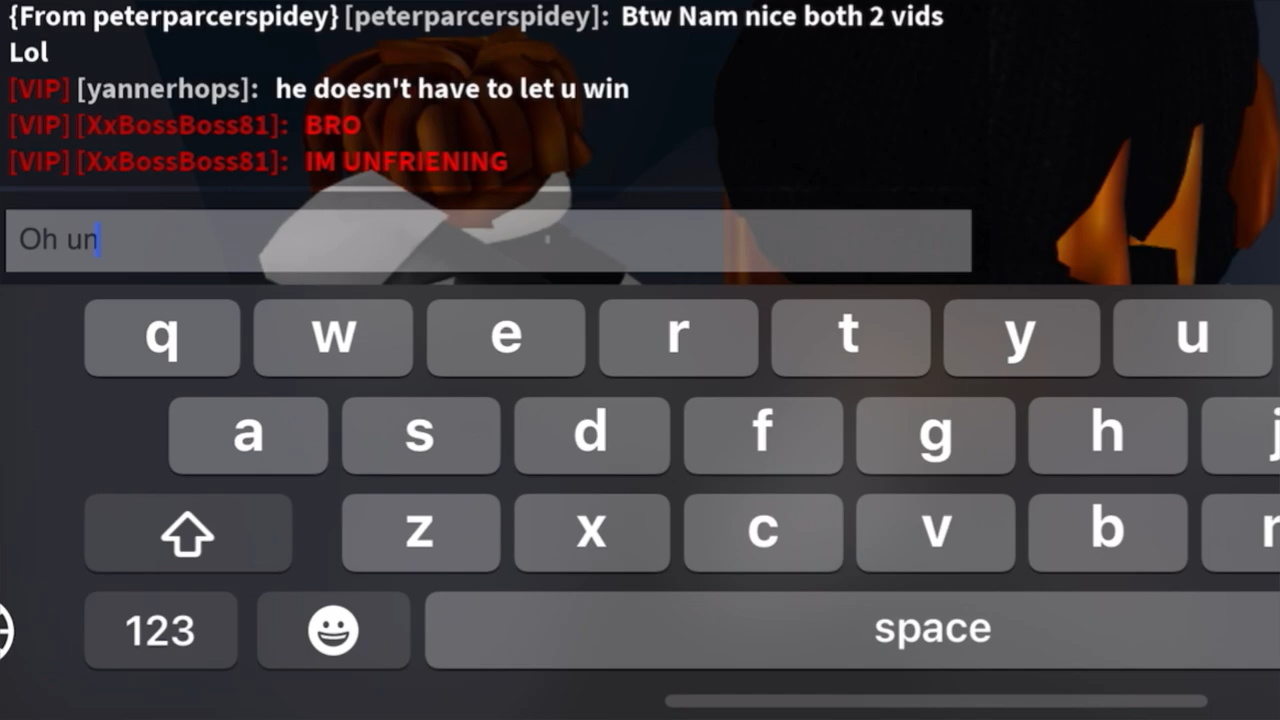 {From peterparcerspidey} [peterparcerspidey]: Btw Nam nice both 2 vids
Lol
[VIP] [yannerhops]: he doesn't have to let u win
[VIP] [XxBossBoss81]: BRO
[VIP] [XxBossBoss81]: IM UNFRIENING
Oh un
q w e r t y u
a s d f g h j
z x c v b
123 space